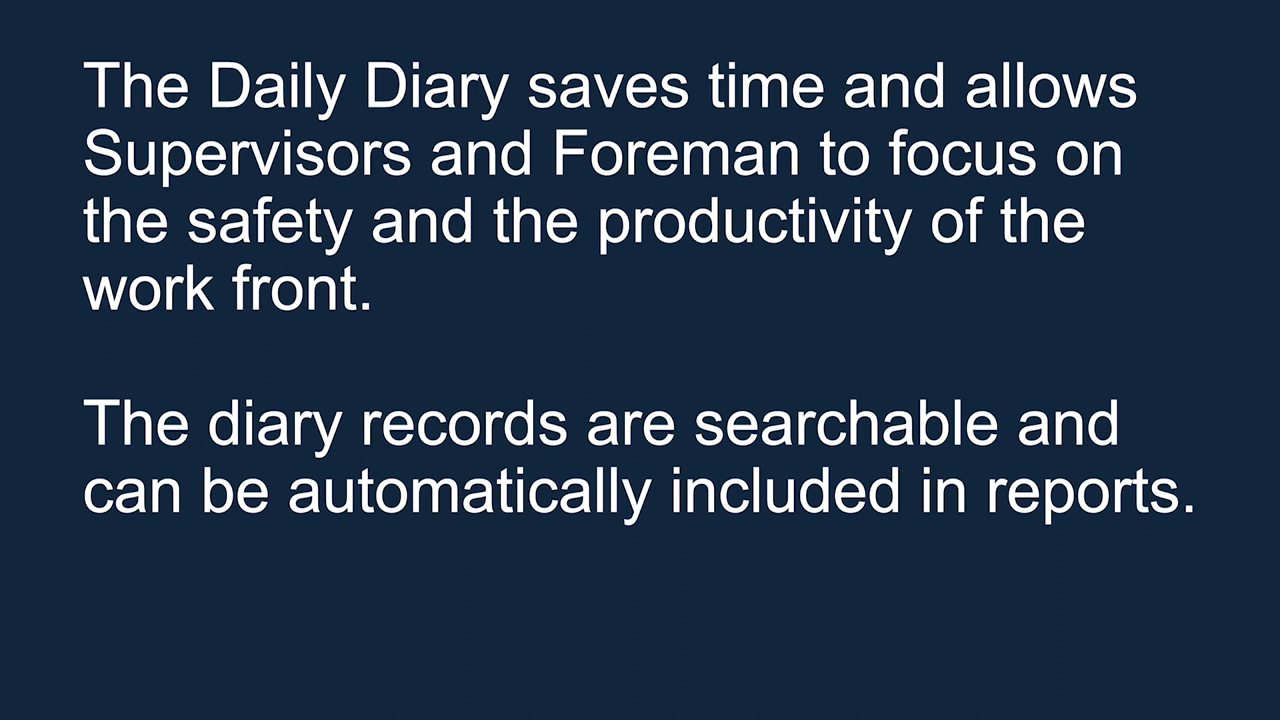 The Daily Diary saves time and allows
Supervisors and Foreman to focus on
the safety and the productivity of the
work front.
The diary records are searchable and
can be automatically included in reports.